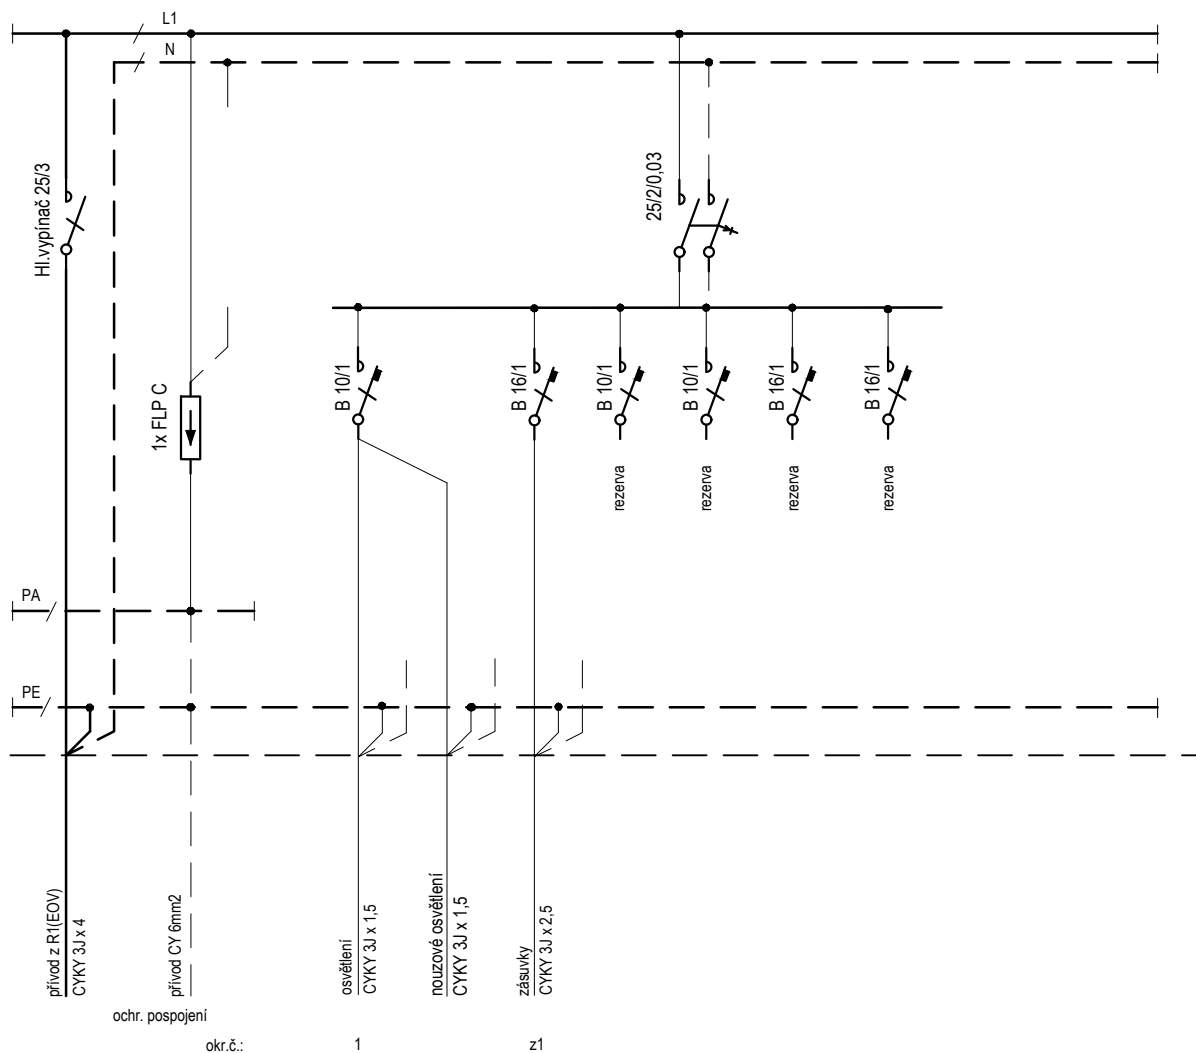 L1
N
Hl.vypínač 25/3
25/2/0,03
1x FLP C
B 10/1
B 16/1
B 10/1
B 10/1
B 16/1
B 16/1
rezerva
rezerva
rezerva
rezerva
PA
PE
přívod z R1(EOV)
CYKY 3J x 4
přívod CY 6mm2
osvětlení
CYKY 3J x 1,5
nouzové osvětlení
CYKY 3J x 1,5
zásuvky
CYKY 3J x 2,5
ochr. pospojení
okr.č.:
1
z1